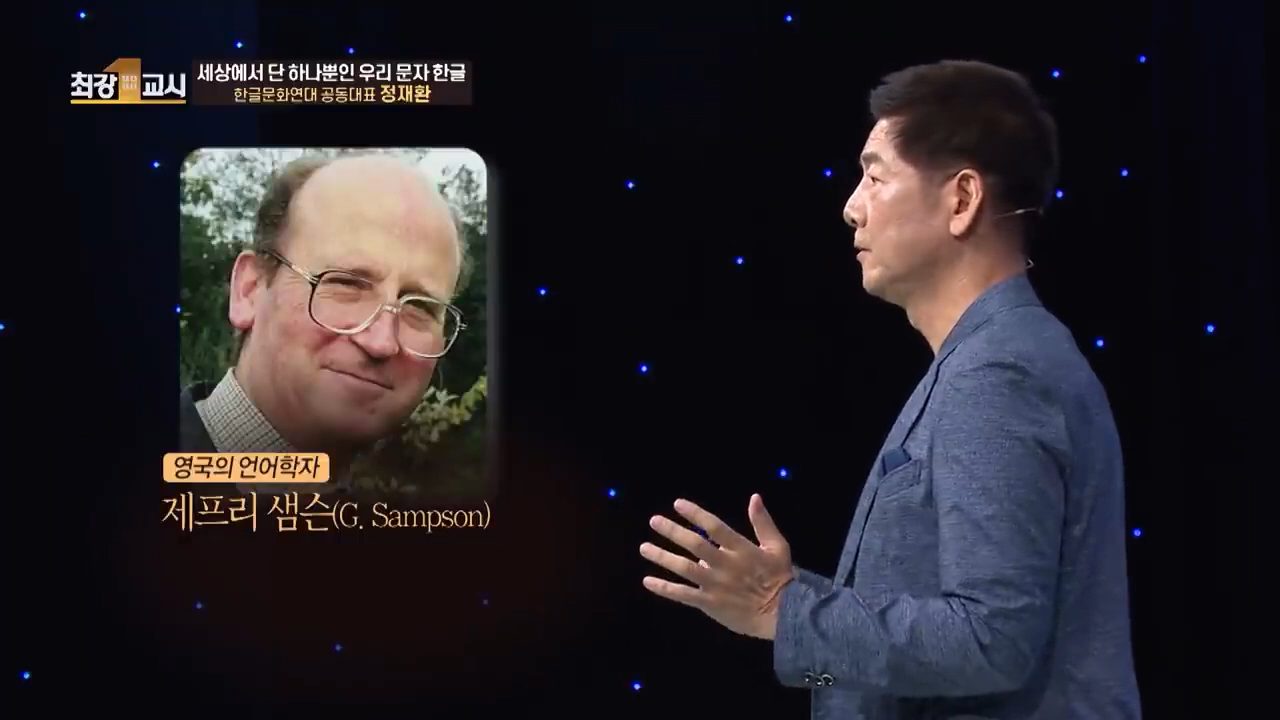 최강1교시
세상에서 단 하나뿐인 우리 문자 한글
한글문화연대 공동대표 정재환
영국의 언어학자
제프리 샘슨(G. Sampson)